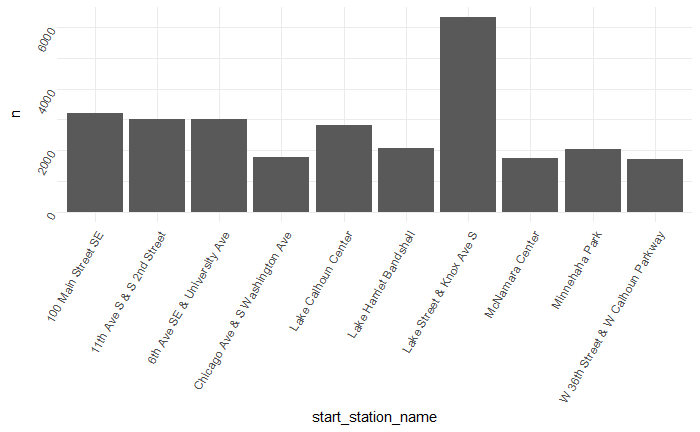 6000
4000
2000
0
n
100 Main Street SE
11th Ave S & S 2nd Street
6th Ave SE & University Ave
Chicago Ave & S Washington Ave
Lake Calhoun Center
Lake Harriet Bandshell
Lake Street & Knox Ave S
McNamara Center
Minnehaha Park
W 36th Street & W Calhoun Parkway
start_station_name